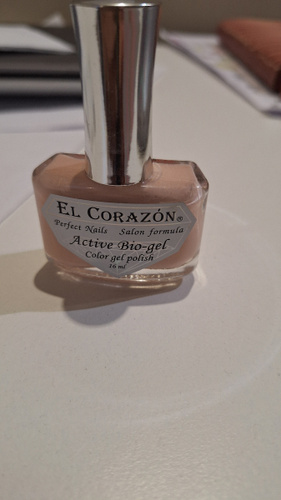 EL CORAZÓN®
Perfect Nails Salon formula
Active Bio-gel
Color gel polish
16 ml